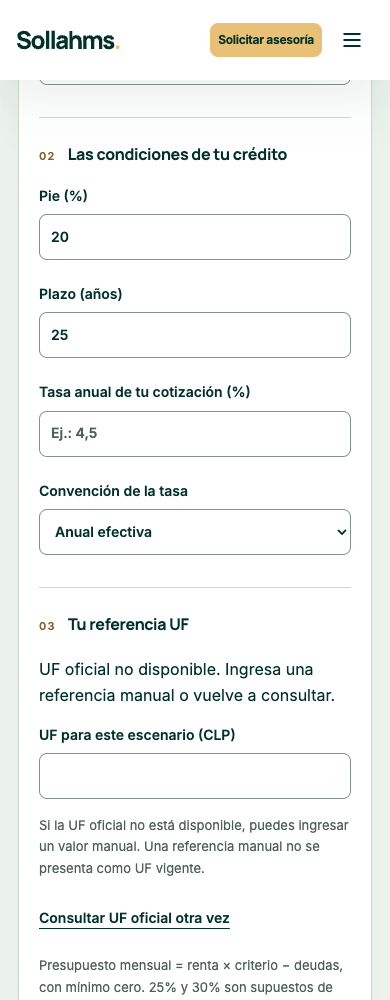 Sollahms.
Solicitar asesoría
02 Las condiciones de tu crédito
Pie (%)
20
Plazo (años)
25
Tasa anual de tu cotización (%)
Ej.: 4,5
Convención de la tasa
Anual efectiva
03 Tu referencia UF
UF oficial no disponible. Ingresa una
referencia manual o vuelve a consultar.
UF para este escenario (CLP)
Si la UF oficial no está disponible, puedes ingresar
un valor manual. Una referencia manual no se
presenta como UF vigente.
Consultar UF oficial otra vez
Presupuesto mensual = renta × criterio − deudas,
con mínimo cero. 25% y 30% son supuestos de